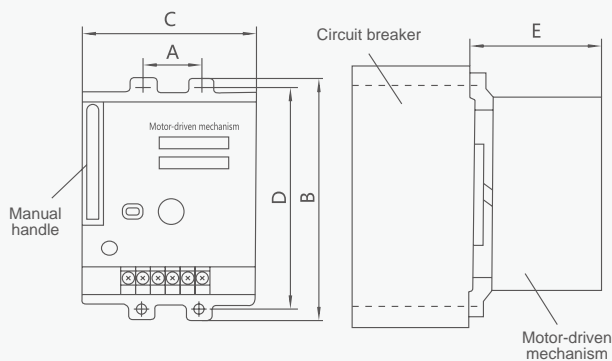 C
A
Motor-driven mechanism
D
B
Manual
handle
Circuit breaker
E
Motor-driven
mechanism